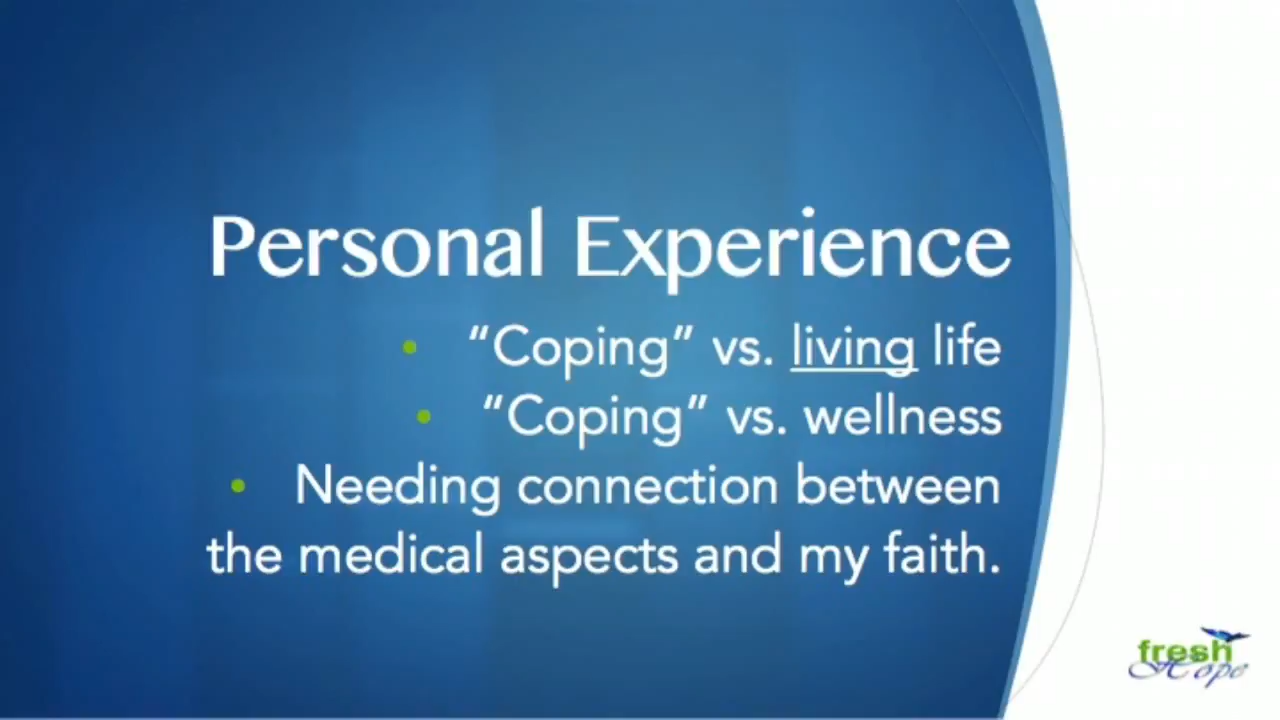 Personal Experience
• “Coping” vs. living life
• “Coping” vs. wellness
• Needing connection between
the medical aspects and my faith.
fresh
Hope